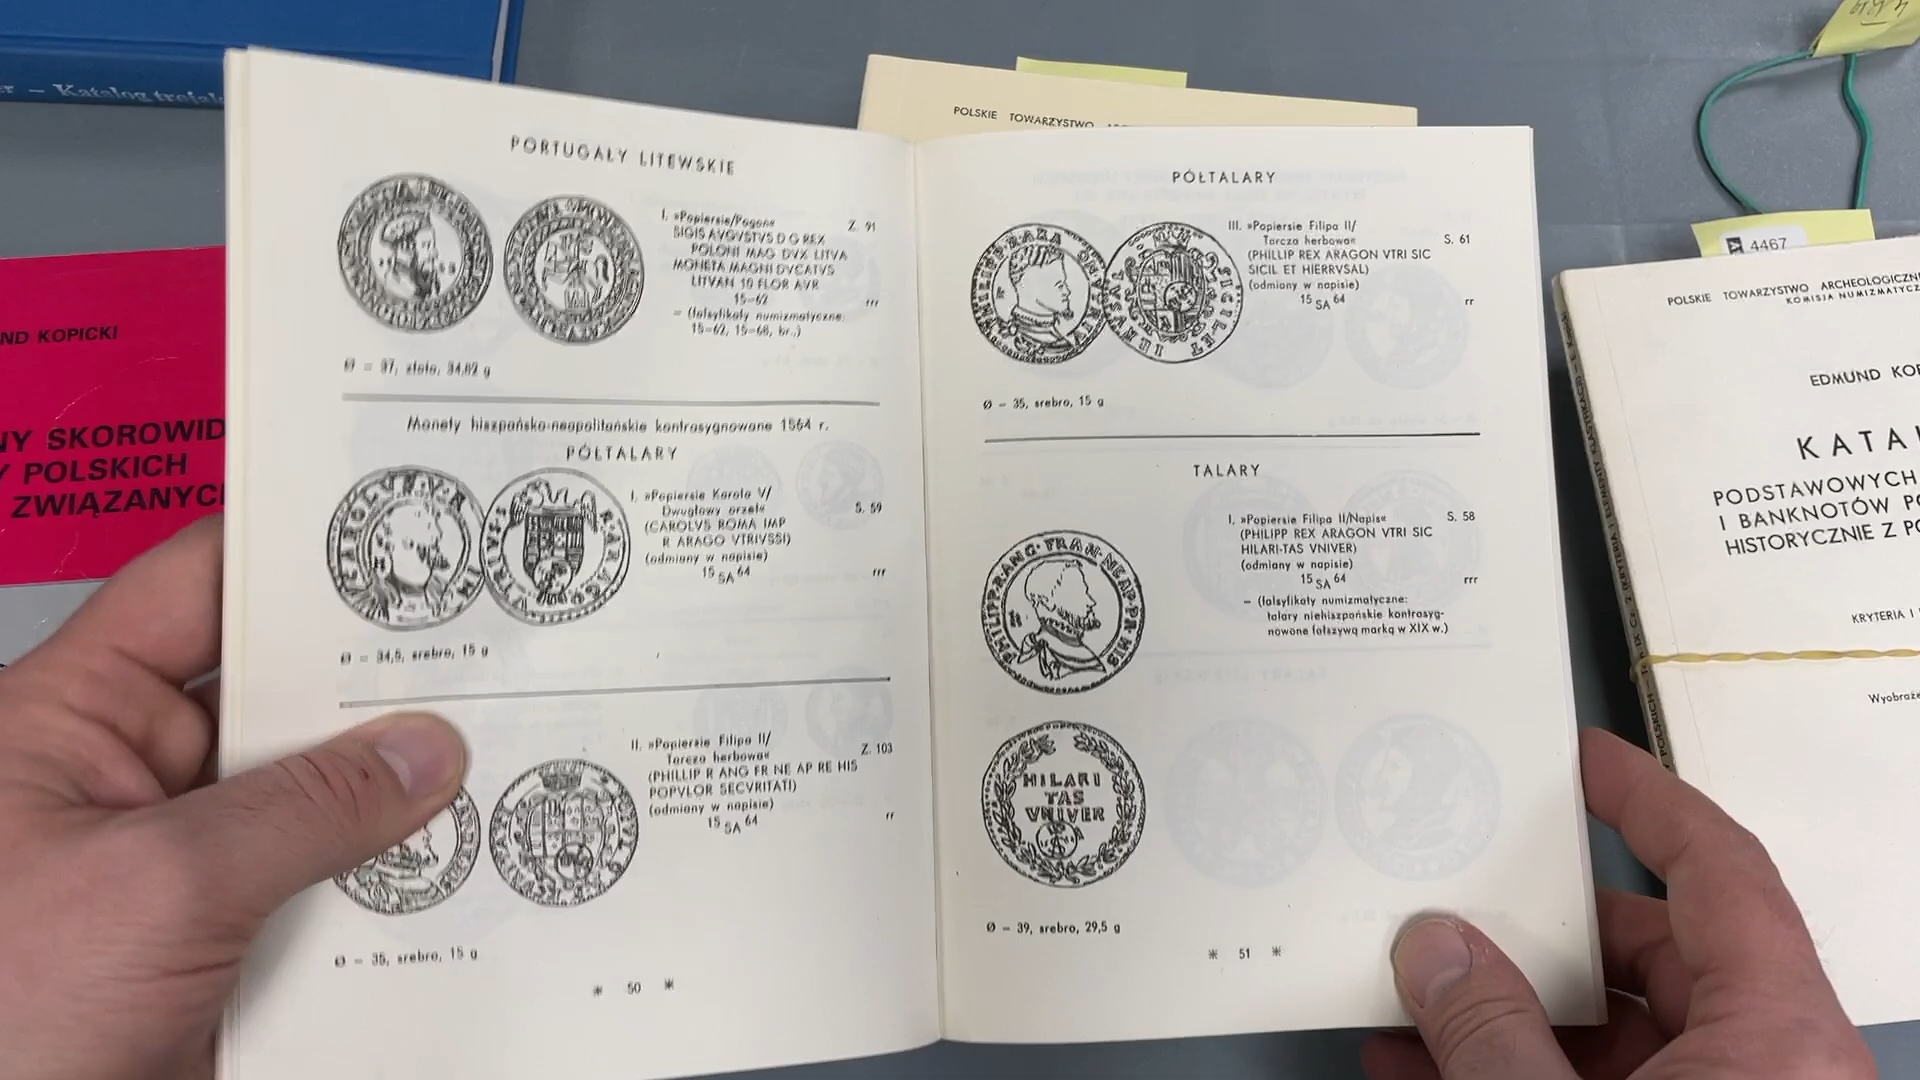 er – Katalog trojak
ND KOPICKI
NY SKOROWID
Y POLSKICH
ZWIĄZANYC
POLSKIE TOWARZYSTWO
PORTUGAŁY LITEWSKIE
I. »Popiersie/Pogoń«
Z. 91
SIGIS AVGVSTVS D G REX
POLONI MAG DVX LITVA
MONETA MAGNI DVCATVS
LITVAN 10 FLOR AVR
15–62
rrr
– (falsyfikaty numizmatyczne:
15–62, 15–68, br.,)
Ø = 37, złoto, 34,82 g
Monety hiszpańsko-neapolitańskie kontrasygnowane 1564 r.
PÓŁTALARY
I. »Popiersie Karola V/
Dwugłowy orzeł«
S. 59
(CAROLVS ROMA IMP
R ARAGO VTRIVSSI)
(odmiany w napisie)
15 SA 64
rrr
Ø – 34,5, srebro, 15 g
II. »Popiersie Filipa II/
Tarcza herbowa«
Z. 103
(PHILLIP R ANG FR NE AP RE HIS
POPVLOR SECVRITATI)
(odmiany w napisie)
15 SA 64
rr
Ø – 35, srebro, 15 g
* 50 *
PÓŁTALARY
III. »Popiersie Filipa II/
Tarcza herbowa«
S. 61
(PHILLIP REX ARAGON VTRI SIC
SICIL ET HIERRVSAL)
(odmiany w napisie)
15 SA 64
rr
Ø – 35, srebro, 15 g
TALARY
I. »Popiersie Filipa II/Napis«
S. 58
(PHILIPP REX ARAGON VTRI SIC
HILARI-TAS VNIVER)
(odmiany w napisie)
15 SA 64
rrr
– (falsyfikaty numizmatyczne:
talary niehiszpańskie kontrasyg-
nowane fałszywą marką w XIX w.)
HILARI
TAS
VNIVER
Ø – 39, srebro, 29,5 g
* 51 *
4467
POLSKIE TOWARZYSTWO ARCHEOLOGICZN
KOMISJA NUMIZMATYCZ
EDMUND KOP
KATA
PODSTAWOWYCH
I BANKNOTÓW PO
HISTORYCZNIE Z PO
KRYTERIA I
Wyobraże